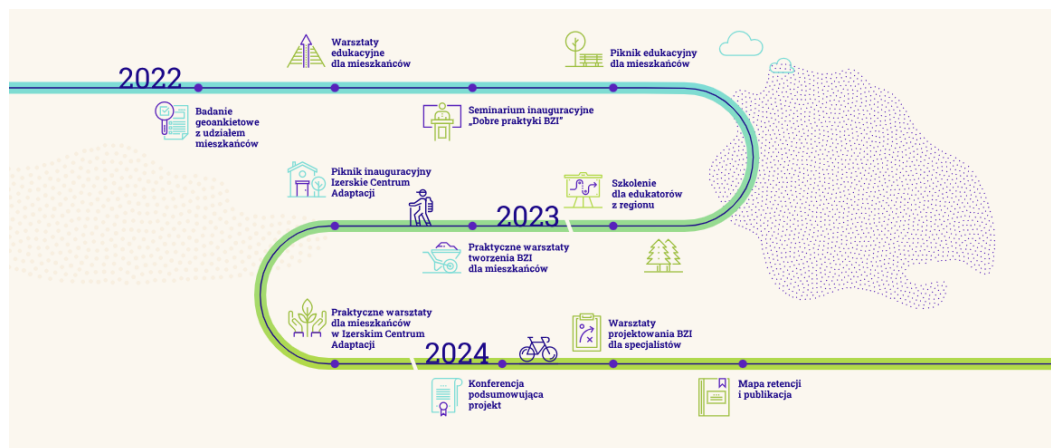 2022
Warsztaty
edukacyjne
dla mieszkańców
Piknik edukacyjny
dla mieszkańców
Badanie
geoankietowe
z udziałem
mieszkańców
Seminarium inauguracyjne
„Dobre praktyki BZI”
Piknik inauguracyjny
Izerskie Centrum
Adaptacji
2023
Szkolenie
dla edukatorów
z regionu
Praktyczne warsztaty
tworzenia BZI
dla mieszkańców
Praktyczne warsztaty
dla mieszkańców
w Izerskim Centrum
Adaptacji
2024
Warsztaty
projektowania BZI
dla specjalistów
Konferencja
podsumowująca
projekt
Mapa retencji
i publikacja